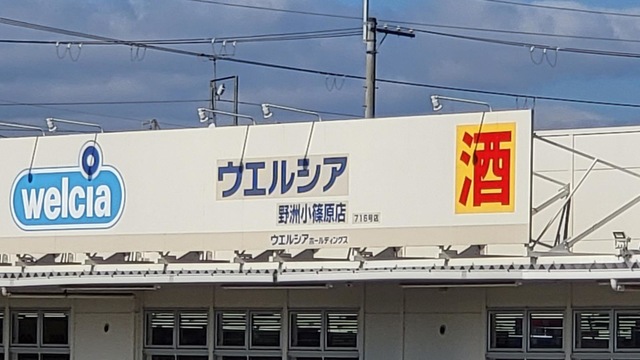 welcia
ウエルシア
野洲小篠原店 716号店
ウエルシアホールディングス
酒